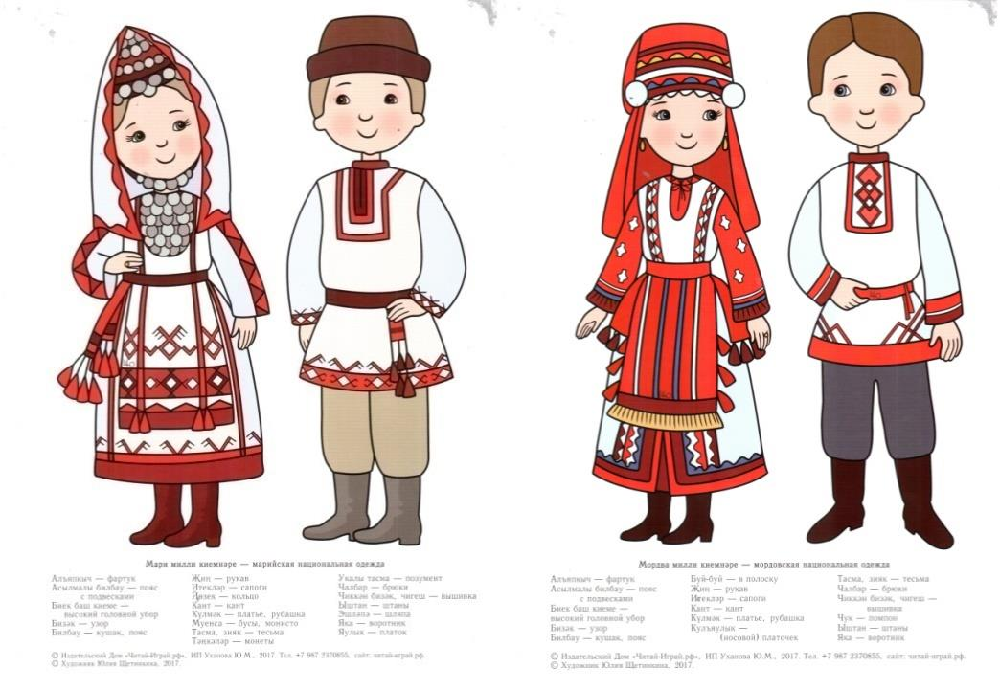 Мари милли киемнәре — марийская национальная одежда
Алъяпкыч — фартук
Асылмалы билбау — пояс
с подвесками
Биек баш киеме —
высокий головной убор
Бизәк — узор
Билбау — кушак, пояс
Җиң — рукав
Итекләр — сапоги
Йөзек — кольцо
Кант — кант
Күлмәк — платье, рубашка
Муенса — бусы, монисто
Тасма, зияк — тесьма
Тәңкәләр — монеты
Укалы тасма — позумент
Чалбар — брюки
Чиккән бизәк, чигеш — вышивка
Ыштан — штаны
Эшләпә — шляпа
Яка — воротник
Яулык — платок
© Издательский Дом «Читай-Играй.рф», ИП Уханова Ю.М., 2017. Тел. +7 987 2370855, сайт: читай-играй.рф.
© Художник Юлия Щетинкина, 2017.
Мордва милли киемнәре — мордовская национальная одежда
Алъяпкыч — фартук
Асылмалы билбау — пояс
с подвесками
Биек баш киеме —
высокий головной убор
Бизәк — узор
Билбау — кушак, пояс
Буй-буй — в полоску
Җиң — рукав
Итекләр — сапоги
Кант — кант
Күлмәк — платье, рубашка
Кулъяулык —
(носовой) платочек
Тасма, зияк — тесьма
Чалбар — брюки
Чиккән бизәк, чигеш —
вышивка
Чук — помпон
Ыштан — штаны
Яка — воротник
© Издательский Дом «Читай-Играй.рф», ИП Уханова Ю.М., 2017. Тел. +7 987 2370855, сайт: читай-играй.рф.
© Художник Юлия Щетинкина, 2017.